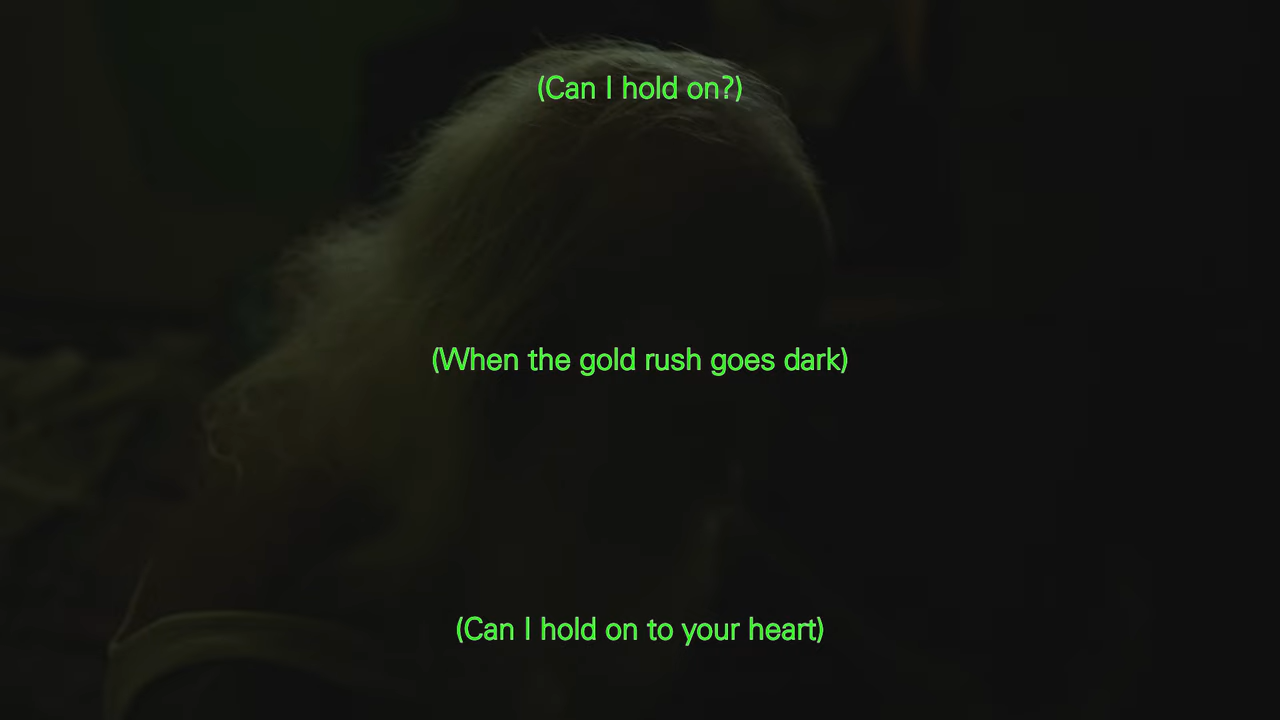 (Can I hold on?)
(When the gold rush goes dark)
(Can I hold on to your heart)